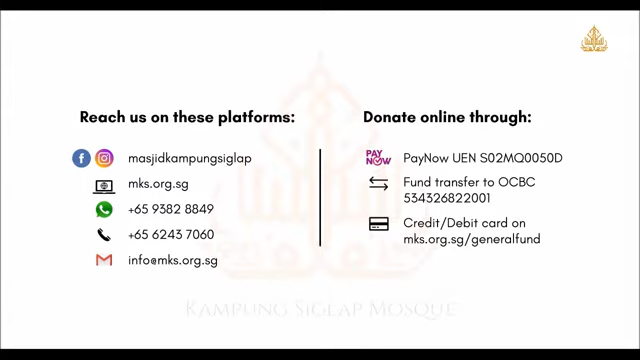 Reach us on these platforms:
masjidkampungsiglap
mks.org.sg
+65 9382 8849
+65 6243 7060
info@mks.org.sg
Donate online through:
PAY NOW
PayNow UEN S02MQ0050D
Fund transfer to OCBC
534326822001
Credit/Debit card on
mks.org.sg/generalfund
KAMPUNG SIGLAP MOSQUE